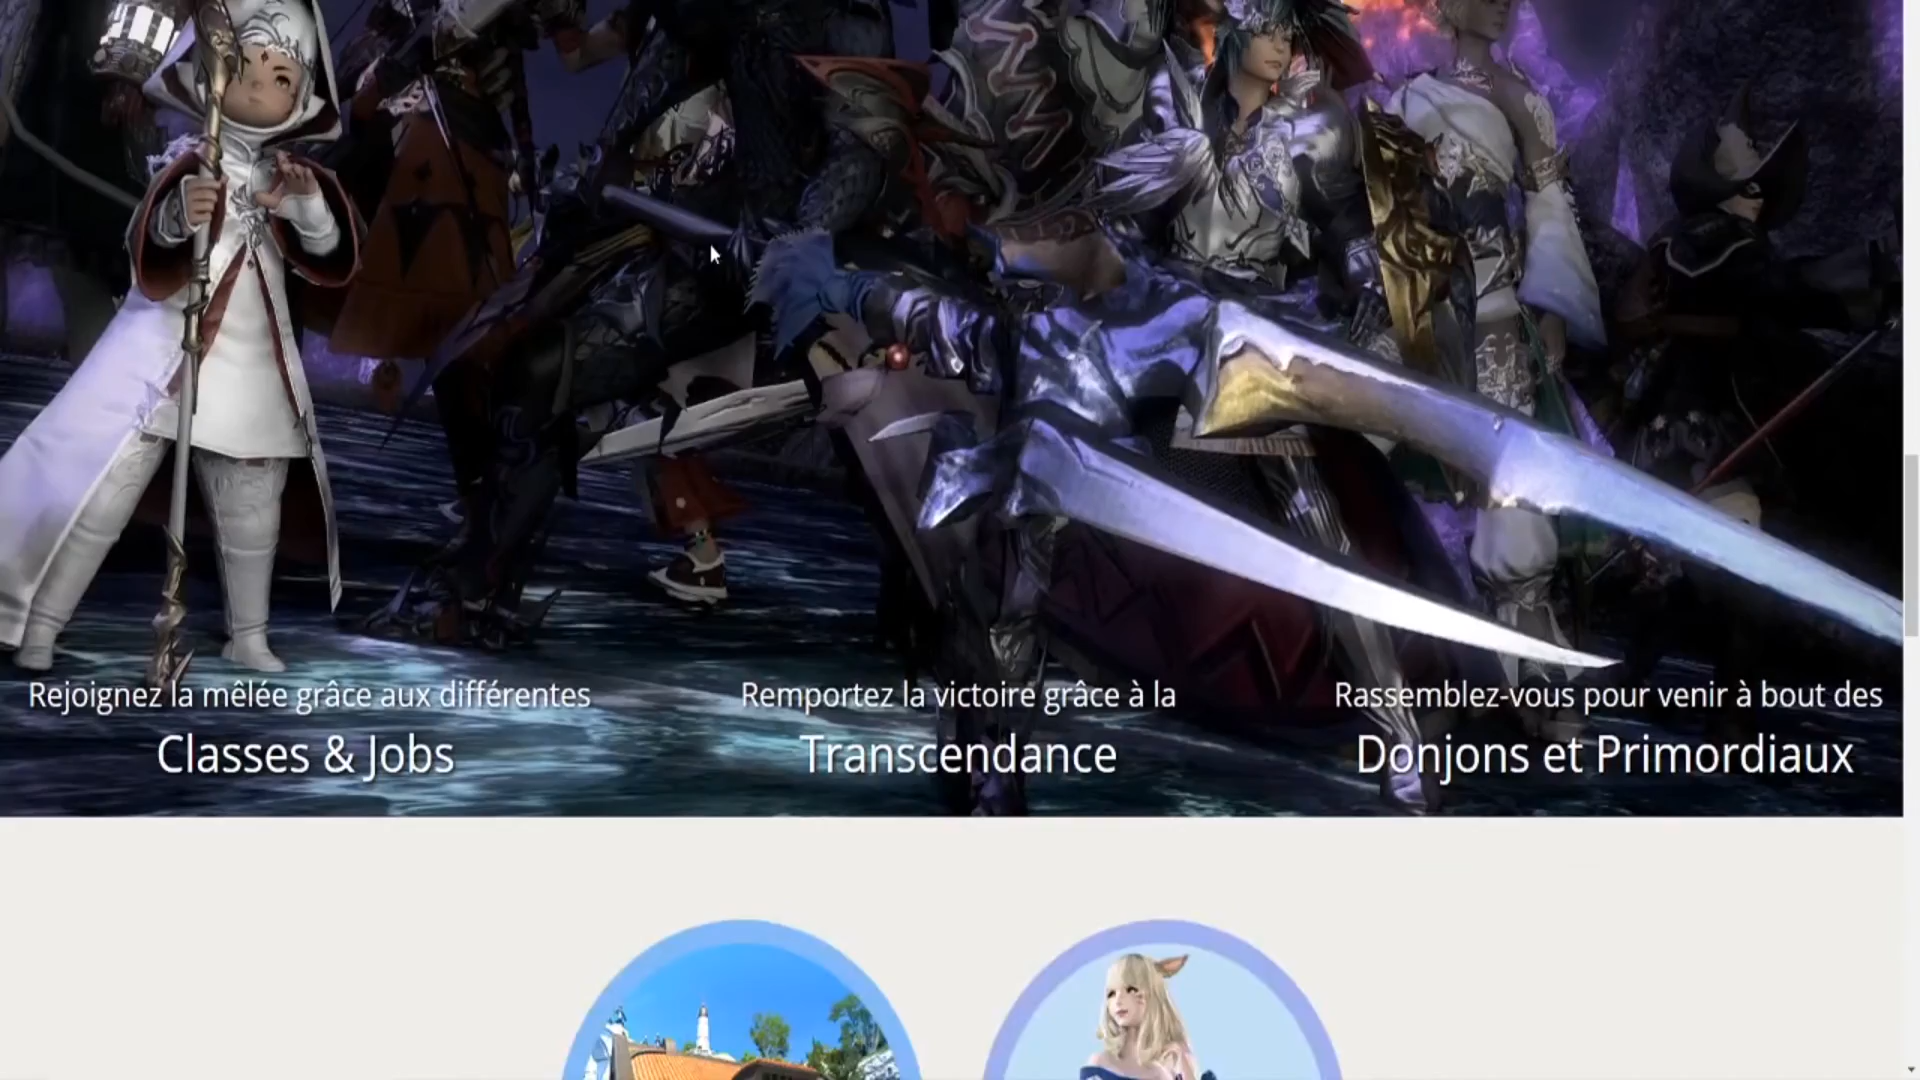 Rejoignez la mêlée grâce aux différentes
Classes & Jobs
Remportez la victoire grâce à la
Transcendance
Rassemblez-vous pour venir à bout des
Donjons et Primordiaux